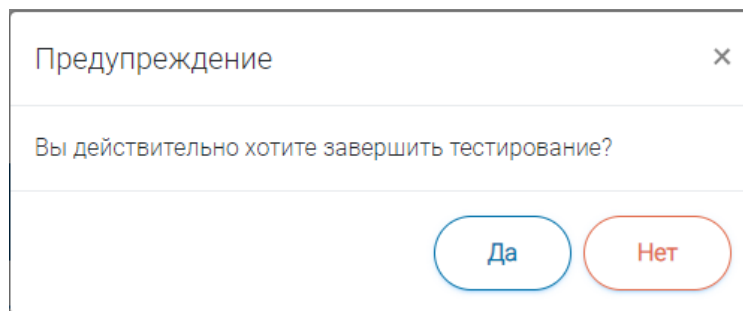 Предупреждение
Вы действительно хотите завершить тестирование?
Да Нет